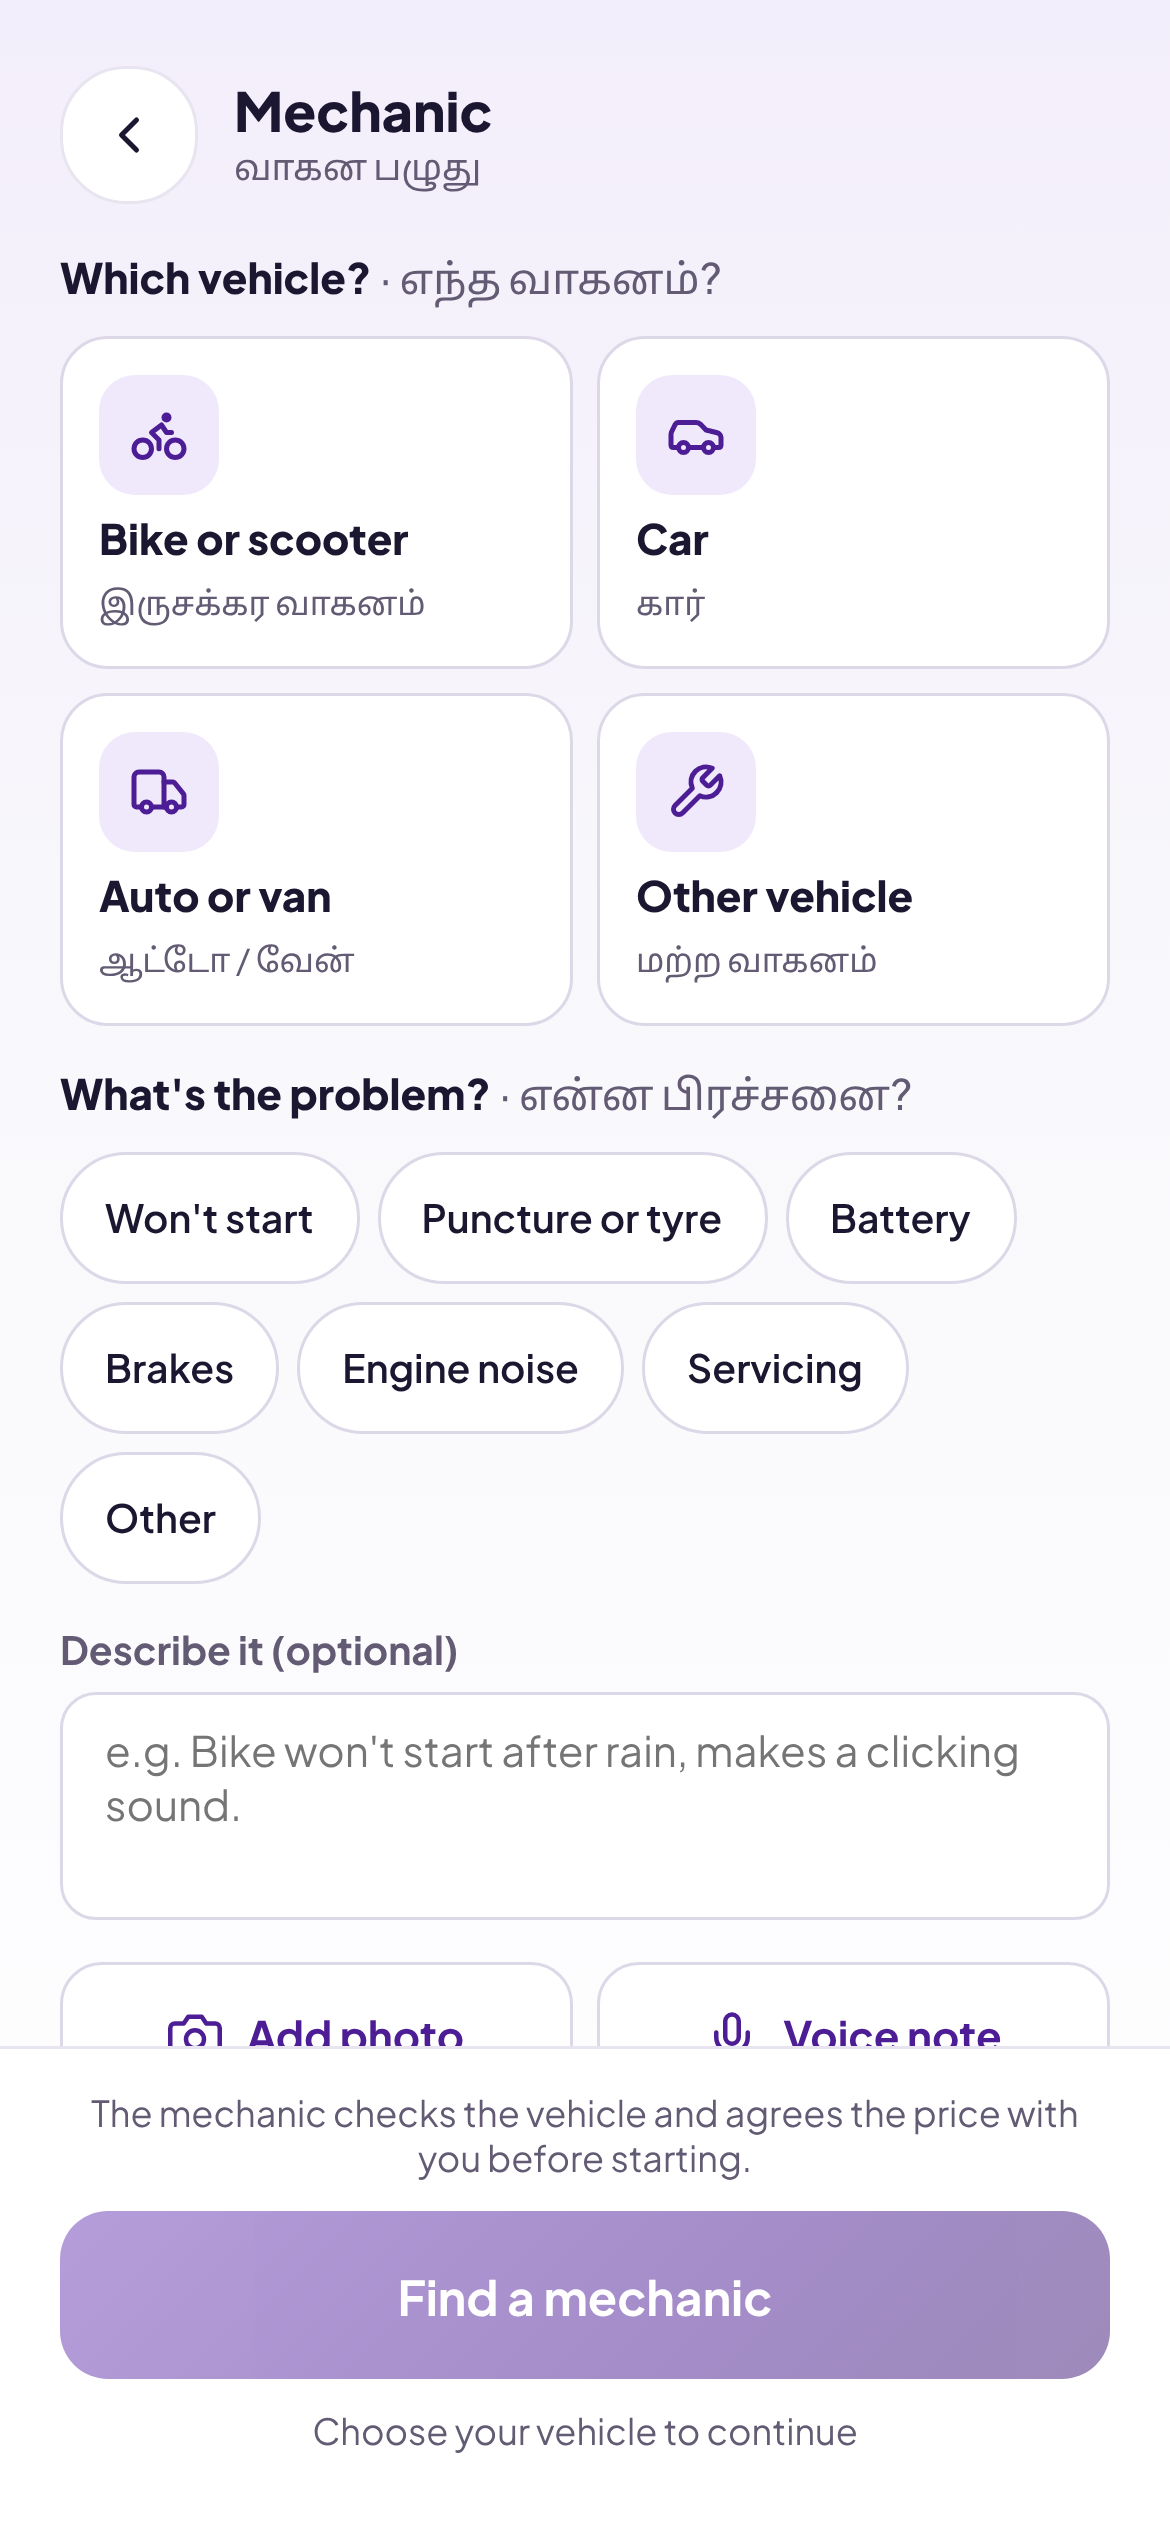 Mechanic
வாகன பழுது
Which vehicle? · எந்த வாகனம்?
Bike or scooter
இருசக்கர வாகனம்
Car
கார்
Auto or van
ஆட்டோ / வேன்
Other vehicle
மற்ற வாகனம்
What's the problem? · என்ன பிரச்சனை?
Won't start
Puncture or tyre
Battery
Brakes
Engine noise
Servicing
Other
Describe it (optional)
e.g. Bike won't start after rain, makes a clicking
sound.
Add photo
Voice note
The mechanic checks the vehicle and agrees the price with
you before starting.
Find a mechanic
Choose your vehicle to continue